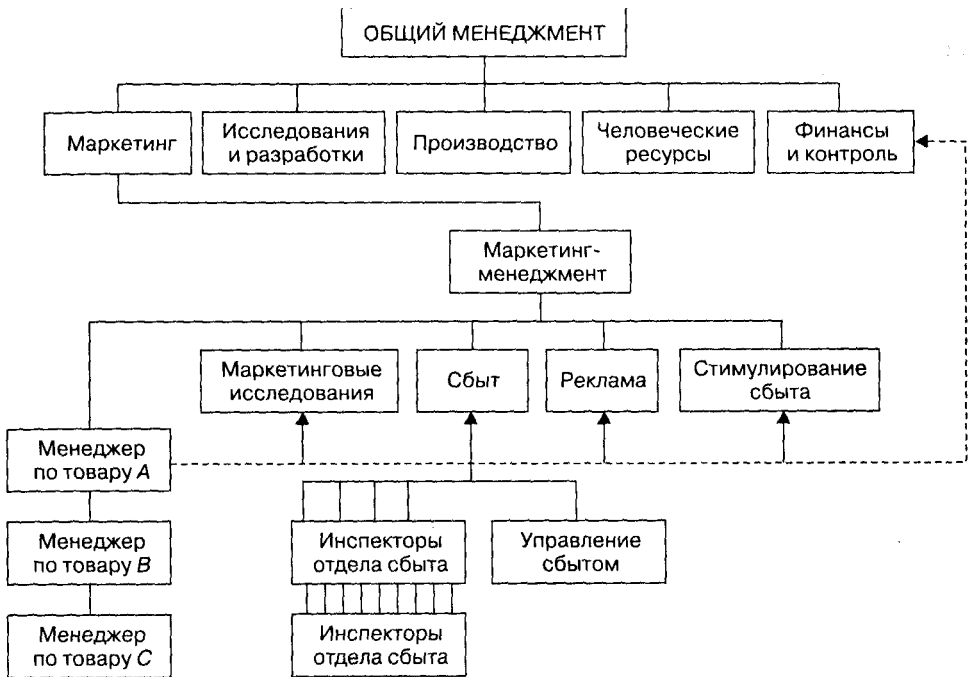 ОБЩИЙ МЕНЕДЖМЕНТ
Маркетинг
Исследования
и разработки
Производство
Человеческие
ресурсы
Финансы
и контроль
Маркетинг-
менеджмент
Маркетинговые
исследования
Сбыт
Реклама
Стимулирование
сбыта
Менеджер
по товару A
Менеджер
по товару B
Менеджер
по товару C
Инспекторы
отдела сбыта
Управление
сбытом
Инспекторы
отдела сбыта